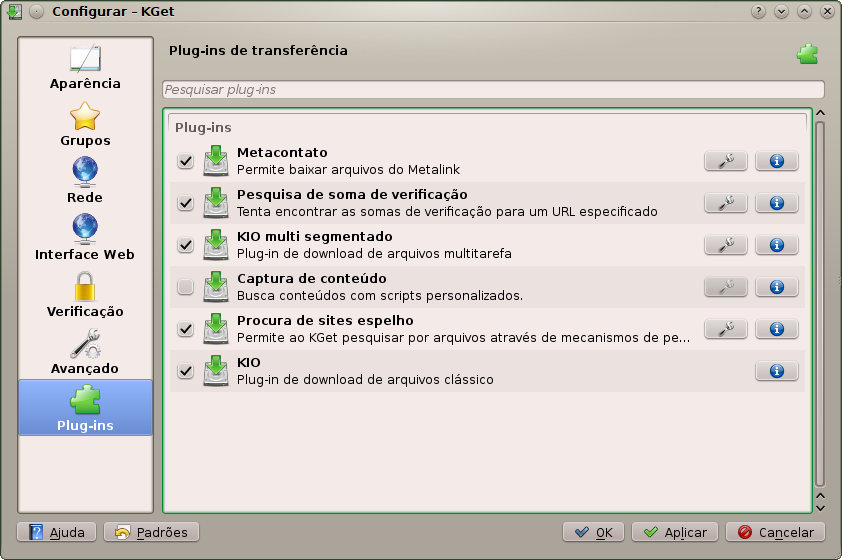 Configurar – KGet
Aparência
Grupos
Rede
Interface Web
Verificação
Avançado
Plug-ins
Plug-ins de transferência
Pesquisar plug-ins
Plug-ins
Metacontato
Permite baixar arquivos do Metalink
Pesquisa de soma de verificação
Tenta encontrar as somas de verificação para um URL especificado
KIO multi segmentado
Plug-in de download de arquivos multitarefa
Captura de conteúdo
Busca conteúdos com scripts personalizados.
Procura de sites espelho
Permite ao KGet pesquisar por arquivos através de mecanismos de pe...
KIO
Plug-in de download de arquivos clássico
Ajuda
Padrões
OK
Aplicar
Cancelar